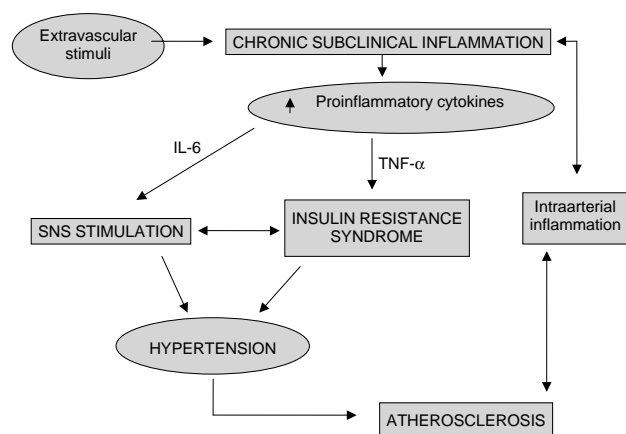 Extravascular
stimuli
CHRONIC SUBCLINICAL INFLAMMATION
Proinflammatory cytokines
IL-6
TNF-α
SNS STIMULATION
INSULIN RESISTANCE
SYNDROME
Intraarterial
inflammation
HYPERTENSION
ATHEROSCLEROSIS